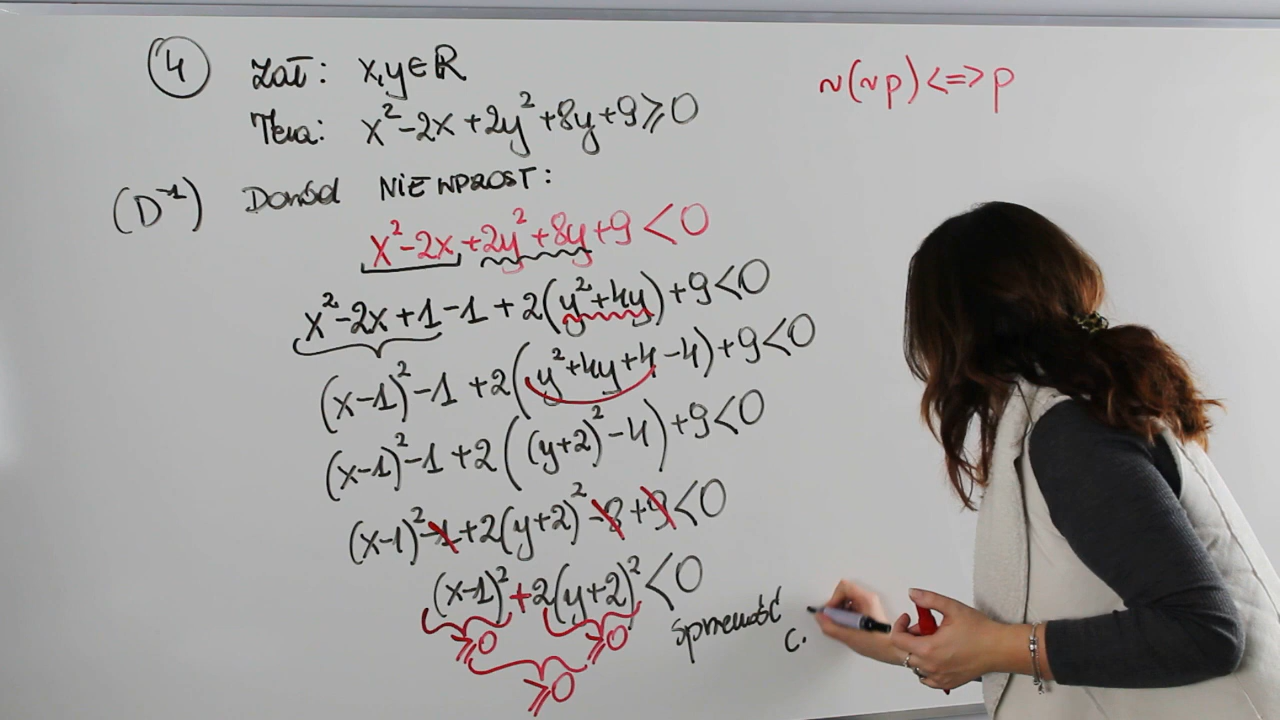 4 Zał: x,y∈ℝ
~(~p)<=>p
Teza: x²-2x+2y²+8y+9≥0
(D⁻¹) Dowód NIE WPROST:
x²-2x+2y²+8y+9<0
x²-2x+1-1+2(y²+4y)+9<0
(x-1)²-1+2(y²+4y+4-4)+9<0
(x-1)²-1+2((y+2)²-4)+9<0
(x-1)²-1+2(y+2)²-8+9<0
(x-1)²+2(y+2)²<0
≥0 ≥0 Sprzeczność
≥0 C.